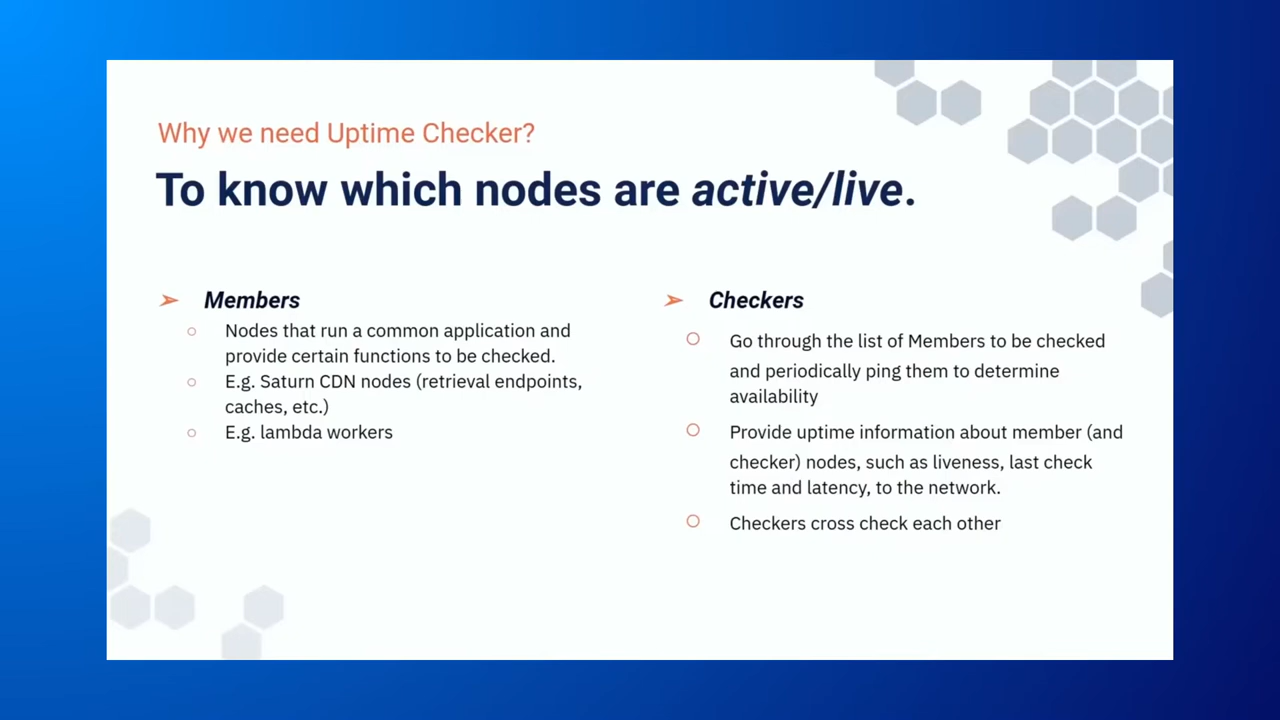 Why we need Uptime Checker?
To know which nodes are active/live.
➢ Members
○ Nodes that run a common application and
provide certain functions to be checked.
○ E.g. Saturn CDN nodes (retrieval endpoints,
caches, etc.)
○ E.g. lambda workers
➢ Checkers
○ Go through the list of Members to be checked
and periodically ping them to determine
availability
○ Provide uptime information about member (and
checker) nodes, such as liveness, last check
time and latency, to the network.
○ Checkers cross check each other